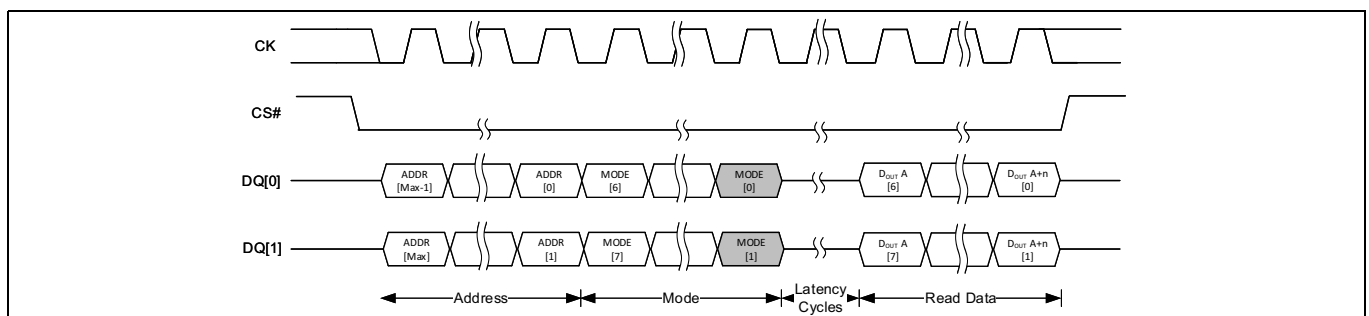 CK
CS#
DQ[0]
ADDR
[Max-1]
ADDR
[0]
MODE
[6]
MODE
[0]
DOUT A
[6]
DOUT A+n
[0]
DQ[1]
ADDR
[Max]
ADDR
[1]
MODE
[7]
MODE
[1]
DOUT A
[7]
DOUT A+n
[1]
Address
Mode
Latency
Cycles
Read Data